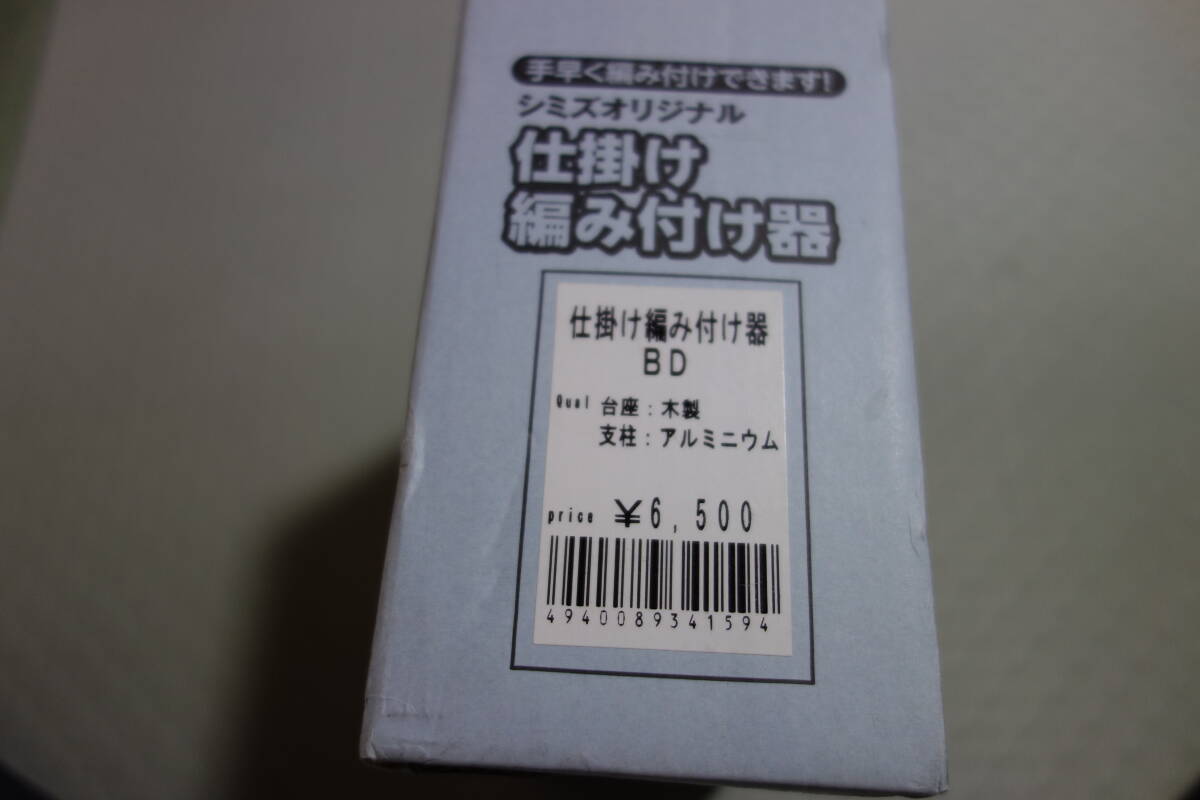 手早く編み付けできます!
シミズオリジナル
仕掛け
編み付け器
仕掛け編み付け器
BD
Qual 台座:木製
支柱:アルミニウム
price ¥6,500
4940089341594